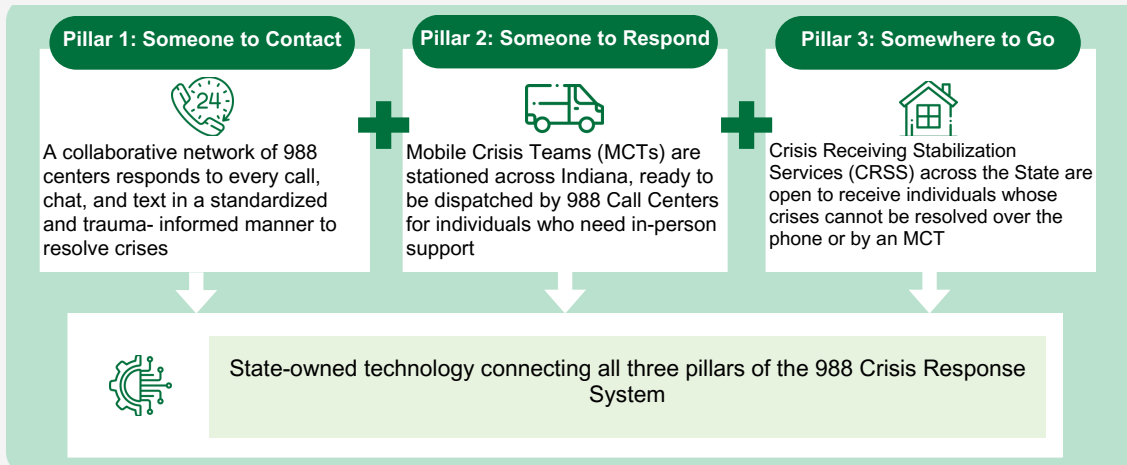 Pillar 1: Someone to Contact
24
A collaborative network of 988
centers responds to every call,
chat, and text in a standardized
and trauma- informed manner to
resolve crises
Pillar 2: Someone to Respond
Mobile Crisis Teams (MCTs) are
stationed across Indiana, ready to
be dispatched by 988 Call Centers
for individuals who need in-person
support
Pillar 3: Somewhere to Go
Crisis Receiving Stabilization
Services (CRSS) across the State are
open to receive individuals whose
crises cannot be resolved over the
phone or by an MCT
State-owned technology connecting all three pillars of the 988 Crisis Response
System